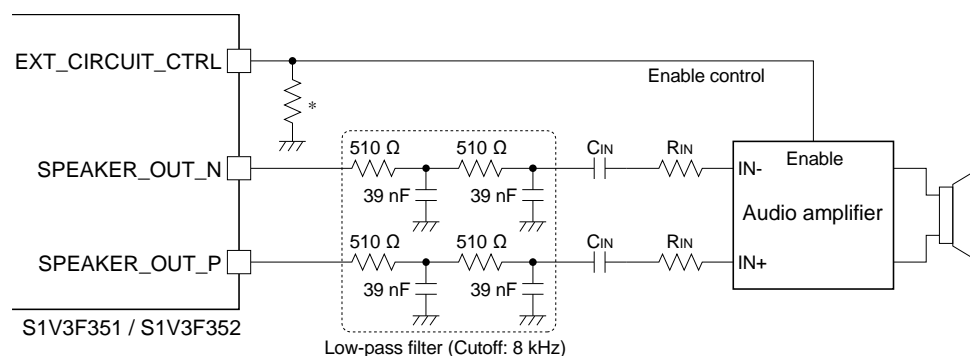 EXT_CIRCUIT_CTRL
Enable control
*
510 Ω
510 Ω
CIN
RIN
SPEAKER_OUT_N
IN-
Enable
39 nF
39 nF
Audio amplifier
510 Ω
510 Ω
CIN
RIN
SPEAKER_OUT_P
IN+
39 nF
39 nF
S1V3F351 / S1V3F352
Low-pass filter (Cutoff: 8 kHz)